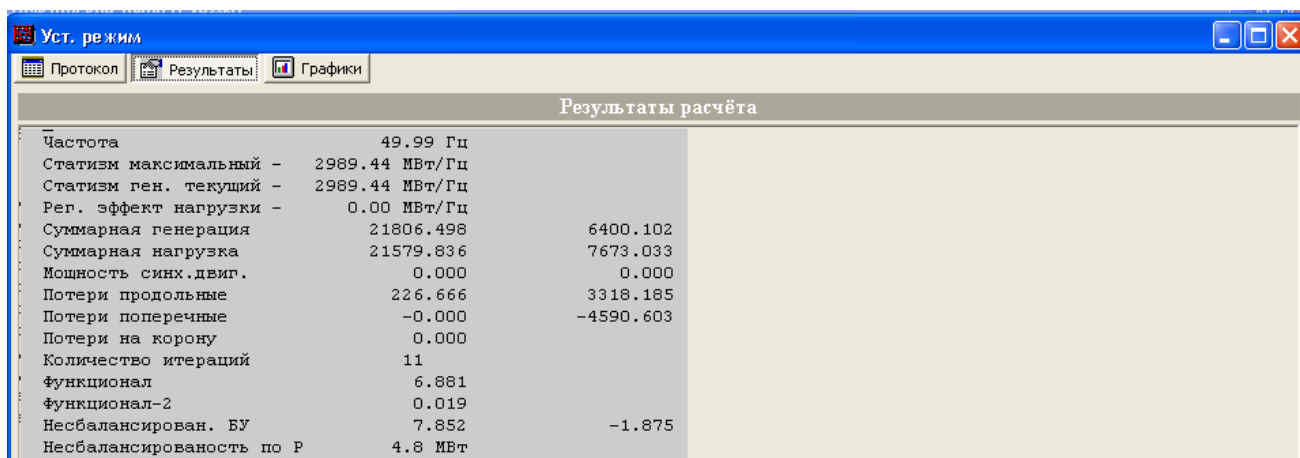 Уст. режим
Протокол Результаты Графики
Результаты расчёта
Частота 49.99 Гц
Статизм максимальный - 2989.44 МВт/Гц
Статизм ген. текущий - 2989.44 МВт/Гц
Рег. эффект нагрузки - 0.00 МВт/Гц
Суммарная генерация 21806.498 6400.102
Суммарная нагрузка 21579.836 7673.033
Мощность синх.двиг. 0.000 0.000
Потери продольные 226.666 3318.185
Потери поперечные -0.000 -4590.603
Потери на корону 0.000
Количество итераций 11
Функционал 6.881
Функционал-2 0.019
Несбалансирован. БУ 7.852 -1.875
Несбалансированость по P 4.8 МВт